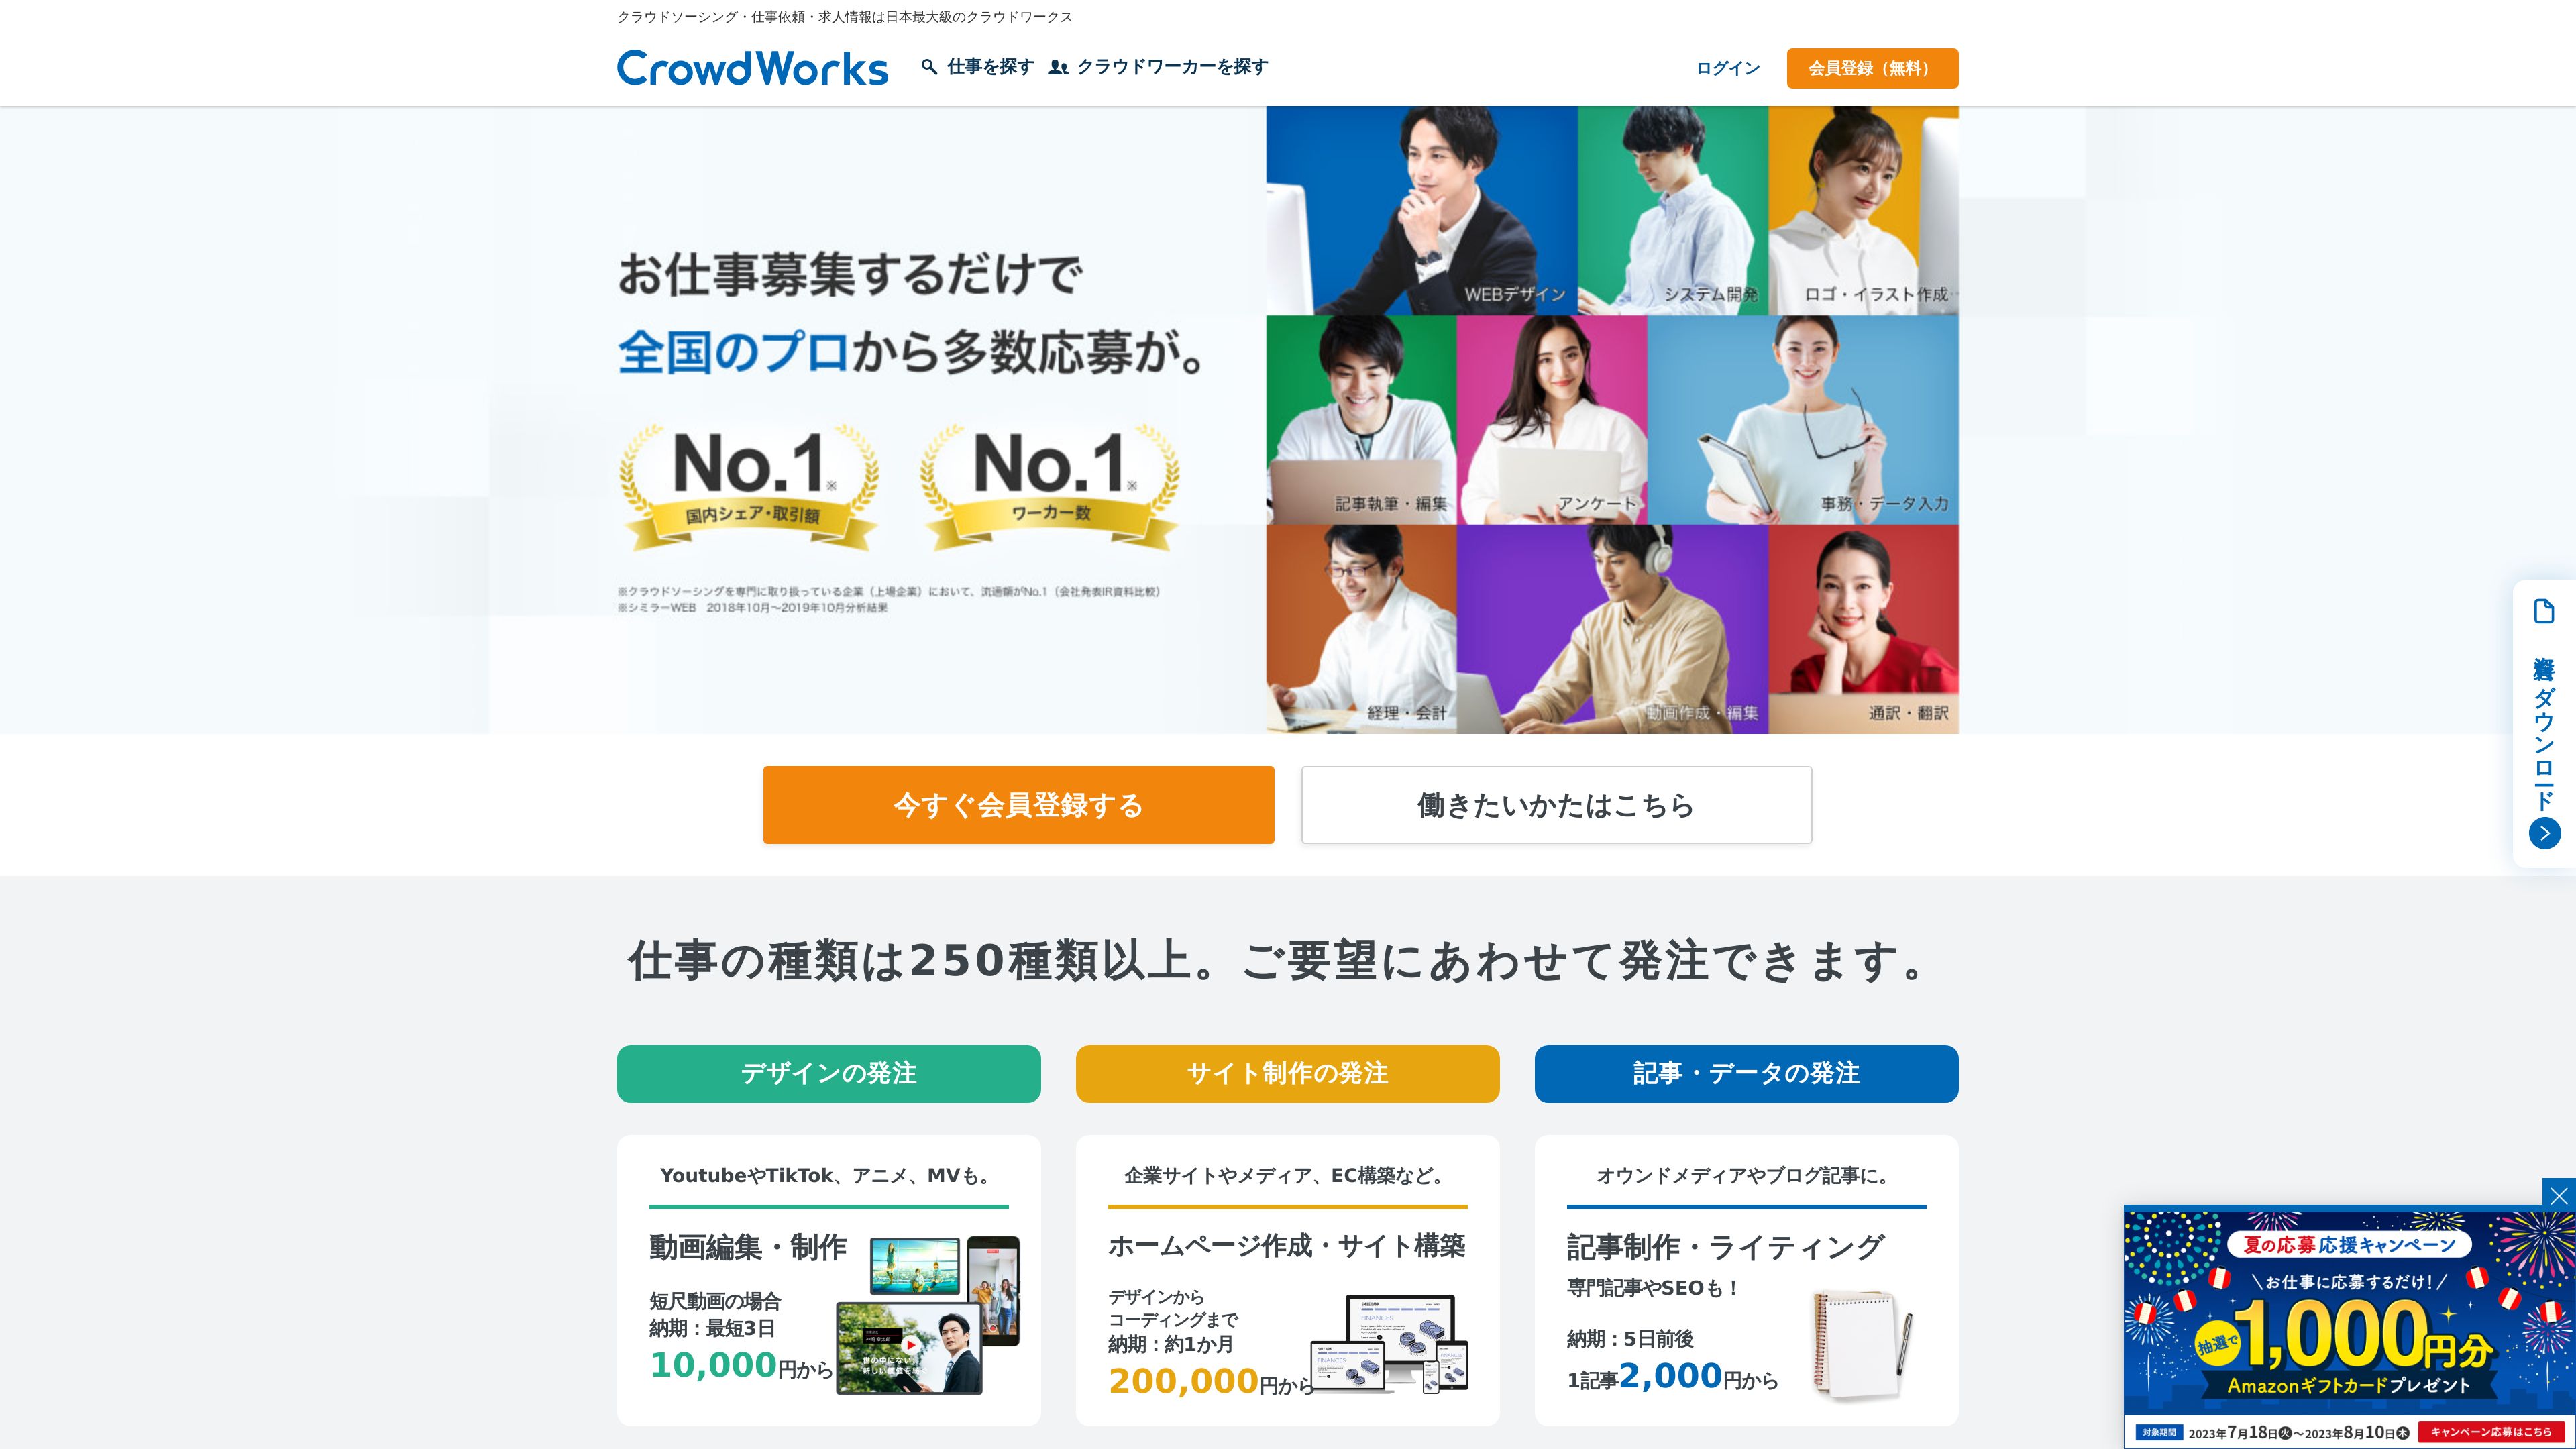 クラウドソーシング・仕事依頼・求人情報は日本最大級のクラウドワークス
CrowdWorks
仕事を探す
クラウドワーカーを探す
ログイン
会員登録（無料）
お仕事募集するだけで
全国のプロから多数応募が。
No.1※
国内シェア・取引額
No.1※
ワーカー数
※クラウドソーシングを専門に取り扱っている企業（上場企業）において、流通額がNo.1（会社発表IR資料比較）
※シミラーWEB　2018年10月〜2019年10月分析結果
WEBデザイン
システム開発
ロゴ・イラスト作成
記事執筆・編集
アンケート
事務・データ入力
経理・会計
動画作成・編集
通訳・翻訳
資料をダウンロード
今すぐ会員登録する
働きたいかたはこちら
仕事の種類は250種類以上。ご要望にあわせて発注できます。
デザインの発注
サイト制作の発注
記事・データの発注
YoutubeやTikTok、アニメ、MVも。
動画編集・制作
短尺動画の場合
納期：最短3日
10,000円から
企業サイトやメディア、EC構築など。
ホームページ作成・サイト構築
デザインから
コーディングまで
納期：約1か月
200,000円から
FINANCES
FINANCES
オウンドメディアやブログ記事に。
記事制作・ライティング
専門記事やSEOも！
納期：5日前後
1記事2,000円から
夏の応募応援キャンペーン
\お仕事に応募するだけ!/
抽選で1,000円分
Amazonギフトカードプレゼント
対象期間 2023年7月18日火〜2023年8月10日木
キャンペーン応募はこちら